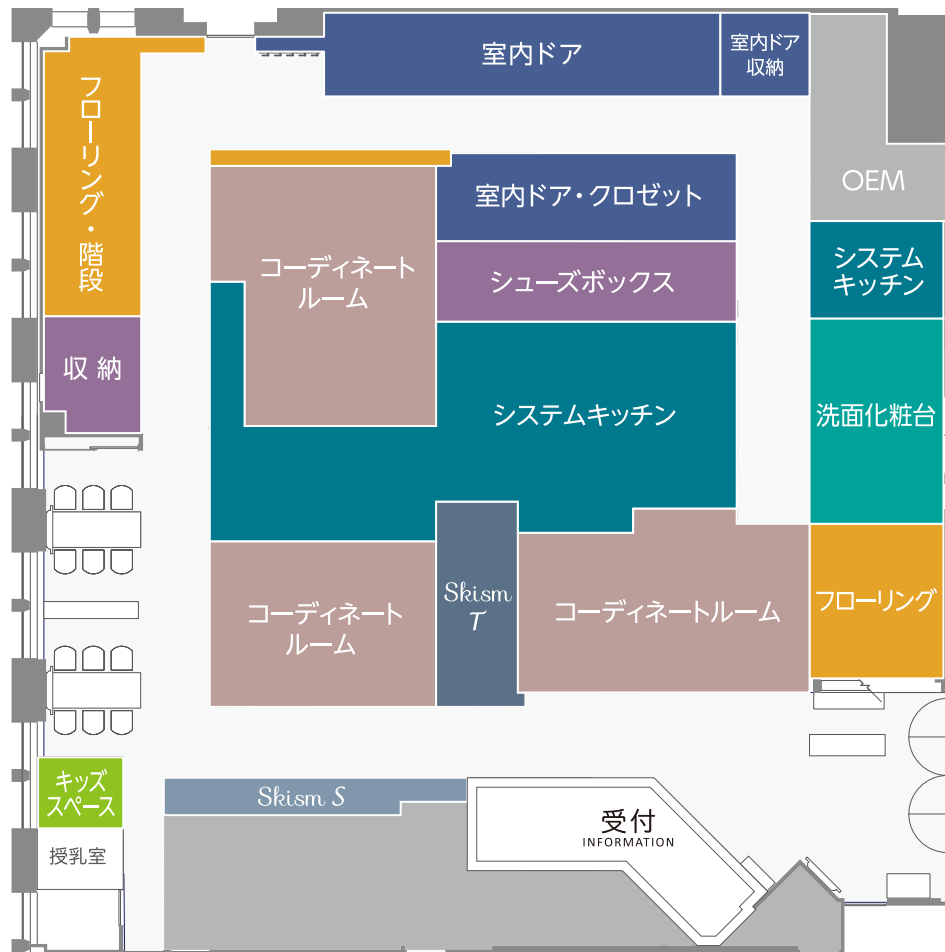 室内ドア
室内ドア
収納
フローリング・階段
OEM
室内ドア・クロゼット
コーディネート
ルーム
シューズボックス
システム
キッチン
収納
システムキッチン
洗面化粧台
Skism
T
コーディネート
ルーム
コーディネートルーム
フローリング
キッズ
スペース
Skism S
受付
INFORMATION
授乳室